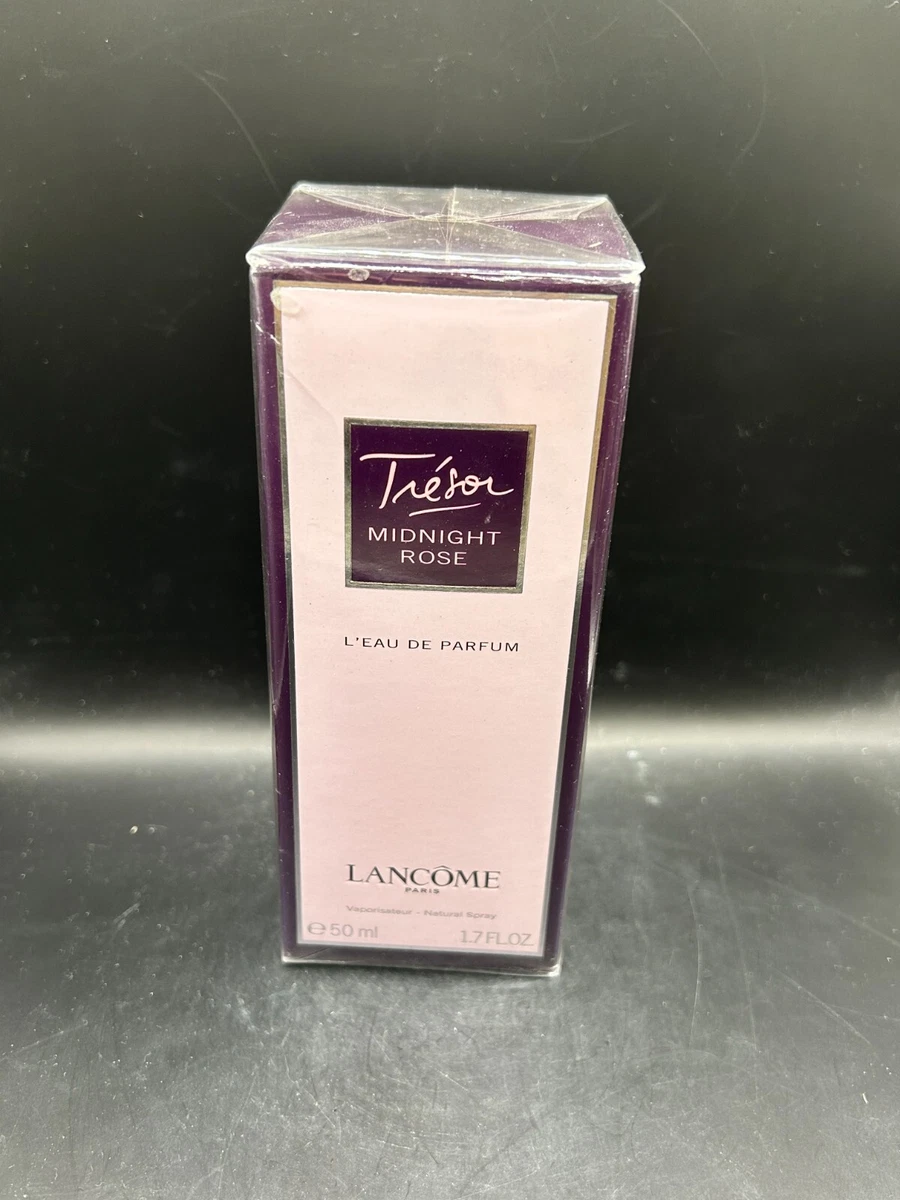 Trésor
MIDNIGHT
ROSE
L'EAU DE PARFUM
LANCÔME
PARIS
Vaporisateur - Natural Spray
℮ 50 ml 1.7 FL.OZ.